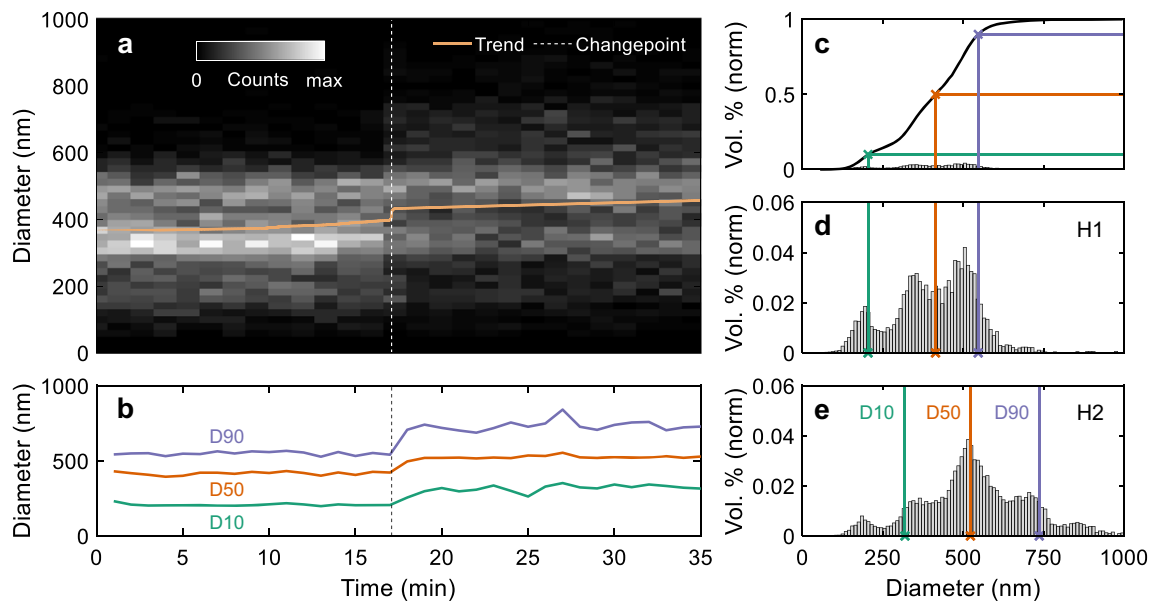 a
0 Counts max
Trend
Changepoint
Diameter (nm)
1000
800
600
400
200
0
b
D90
D50
D10
Diameter (nm)
1000
500
0
0 5 10 15 20 25 30 35
Time (min)
c
Vol. % (norm)
1
0.5
0
d
H1
Vol. % (norm)
0.06
0.04
0.02
0
e
D10 D50 D90 H2
Vol. % (norm)
0.06
0.04
0.02
0
0 250 500 750 1000
Diameter (nm)